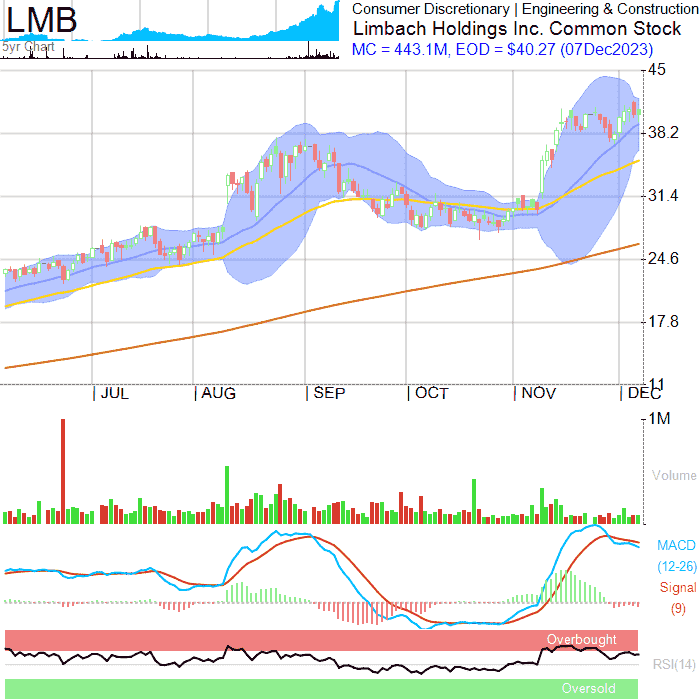 LMB
5yr Chart
Consumer Discretionary | Engineering & Construction
Limbach Holdings Inc. Common Stock
MC = 443.1M, EOD = $40.27 (07Dec2023)
45
38.2
31.4
24.6
17.8
11
JUL AUG SEP OCT NOV DEC
1M
Volume
MACD
(12-26)
Signal
(9)
Overbought
RSI(14)
Oversold